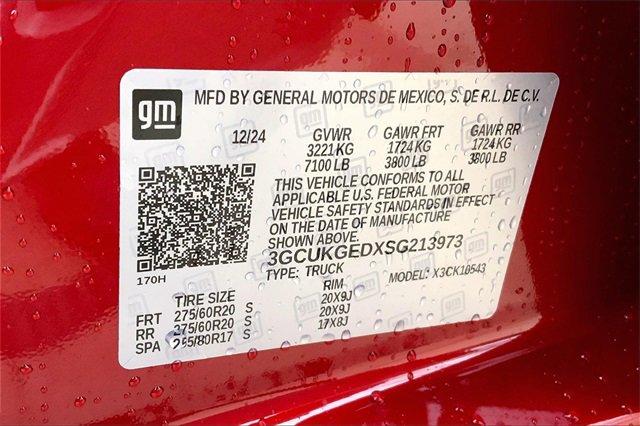 gm
MFD BY GENERAL MOTORS DE MEXICO, S. DE R.L. DE C.V.
12/24 GVWR GAWR FRT GAWR RR
3221 KG 1724 KG 1724 KG
7100 LB 3800 LB 3800 LB
THIS VEHICLE CONFORMS TO ALL
APPLICABLE U.S. FEDERAL MOTOR
VEHICLE SAFETY STANDARDS IN EFFECT
ON THE DATE OF MANUFACTURE
SHOWN ABOVE.
3GCUKGEDXSG213973
170H
TYPE: TRUCK MODEL: X3CK10543
TIRE SIZE RIM
FRT 275/60R20 S 20X9J
RR 275/60R20 S 20X9J
SPA 265/80R17 S 17X8J